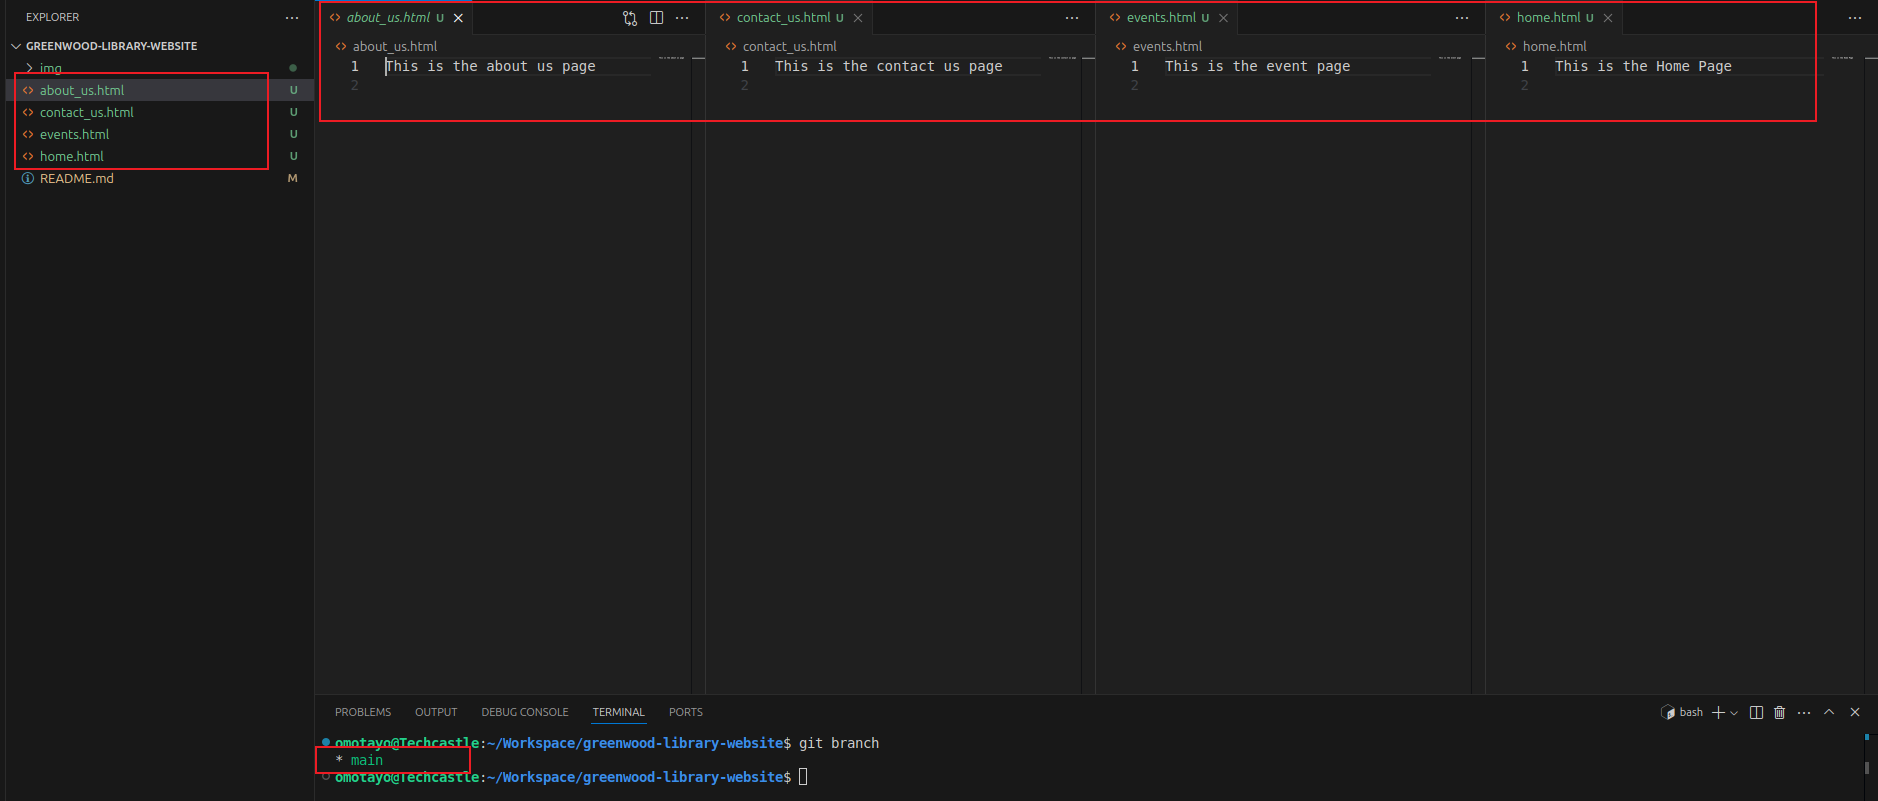 EXPLORER
GREENWOOD-LIBRARY-WEBSITE
img
about_us.html U
contact_us.html U
events.html U
home.html U
README.md M
about_us.html U
about_us.html
1 This is the about us page
2
contact_us.html U
contact_us.html
1 This is the contact us page
2
events.html U
events.html
1 This is the event page
2
home.html U
home.html
1 This is the Home Page
2
PROBLEMS OUTPUT DEBUG CONSOLE TERMINAL PORTS
bash
omotayo@Techcastle:~/Workspace/greenwood-library-website$ git branch
* main
omotayo@Techcastle:~/Workspace/greenwood-library-website$